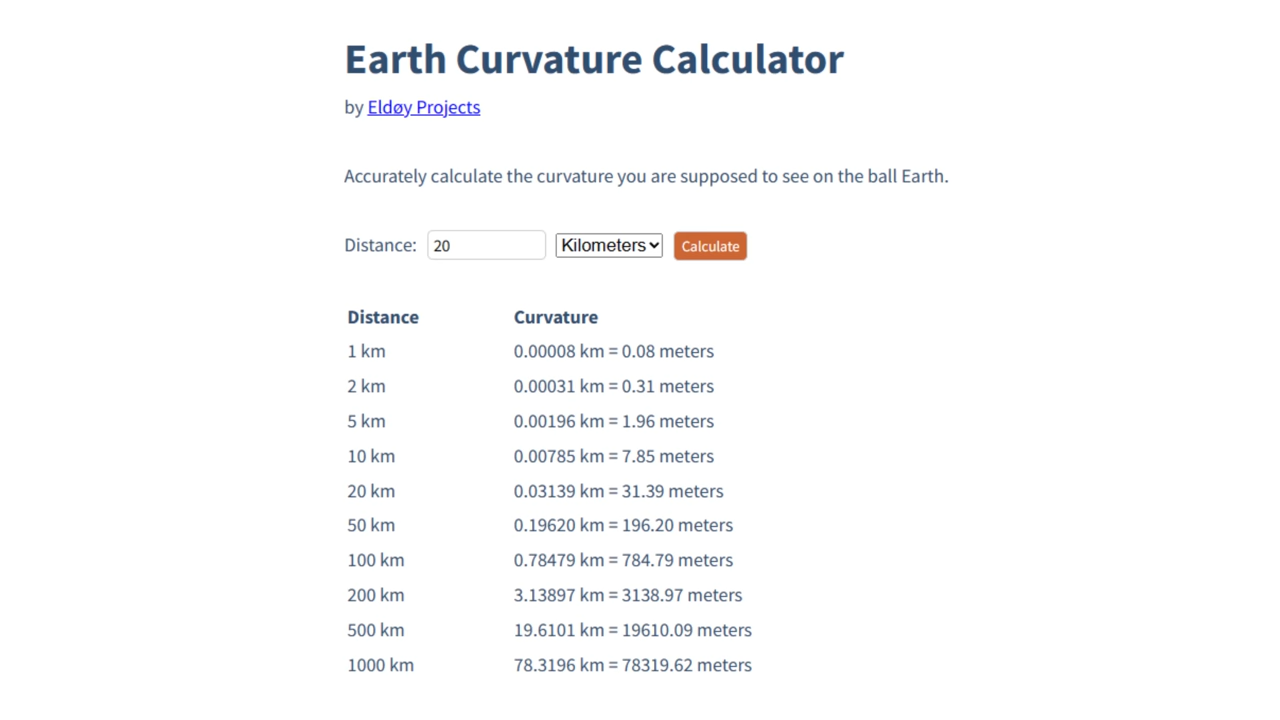 Earth Curvature Calculator
by Eldøy Projects
Accurately calculate the curvature you are supposed to see on the ball Earth.
Distance: 20 Kilometers Calculate
Distance Curvature
1 km 0.00008 km = 0.08 meters
2 km 0.00031 km = 0.31 meters
5 km 0.00196 km = 1.96 meters
10 km 0.00785 km = 7.85 meters
20 km 0.03139 km = 31.39 meters
50 km 0.19620 km = 196.20 meters
100 km 0.78479 km = 784.79 meters
200 km 3.13897 km = 3138.97 meters
500 km 19.6101 km = 19610.09 meters
1000 km 78.3196 km = 78319.62 meters